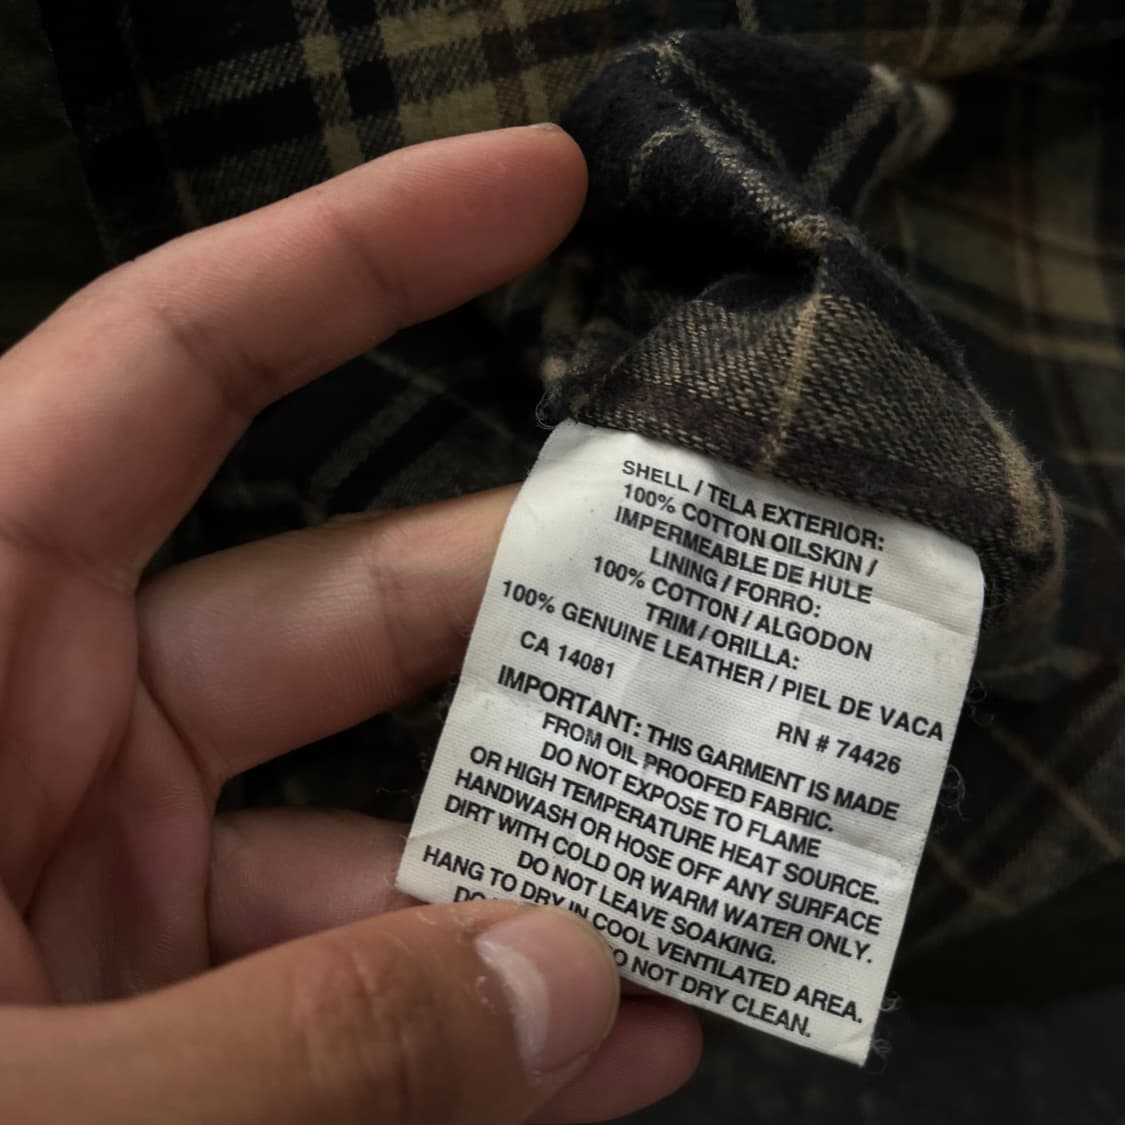 SHELL / TELA EXTERIOR:
100% COTTON OILSKIN /
IMPERMEABLE DE HULE
LINING / FORRO:
100% COTTON / ALGODON
TRIM / ORILLA:
100% GENUINE LEATHER / PIEL DE VACA
CA 14081 RN # 74426
IMPORTANT: THIS GARMENT IS MADE
FROM OIL PROOFED FABRIC.
DO NOT EXPOSE TO FLAME
OR HIGH TEMPERATURE HEAT SOURCE.
HANDWASH OR HOSE OFF ANY SURFACE
DIRT WITH COLD OR WARM WATER ONLY.
DO NOT LEAVE SOAKING.
HANG TO DRY IN COOL VENTILATED AREA.
NOT DRY CLEAN.